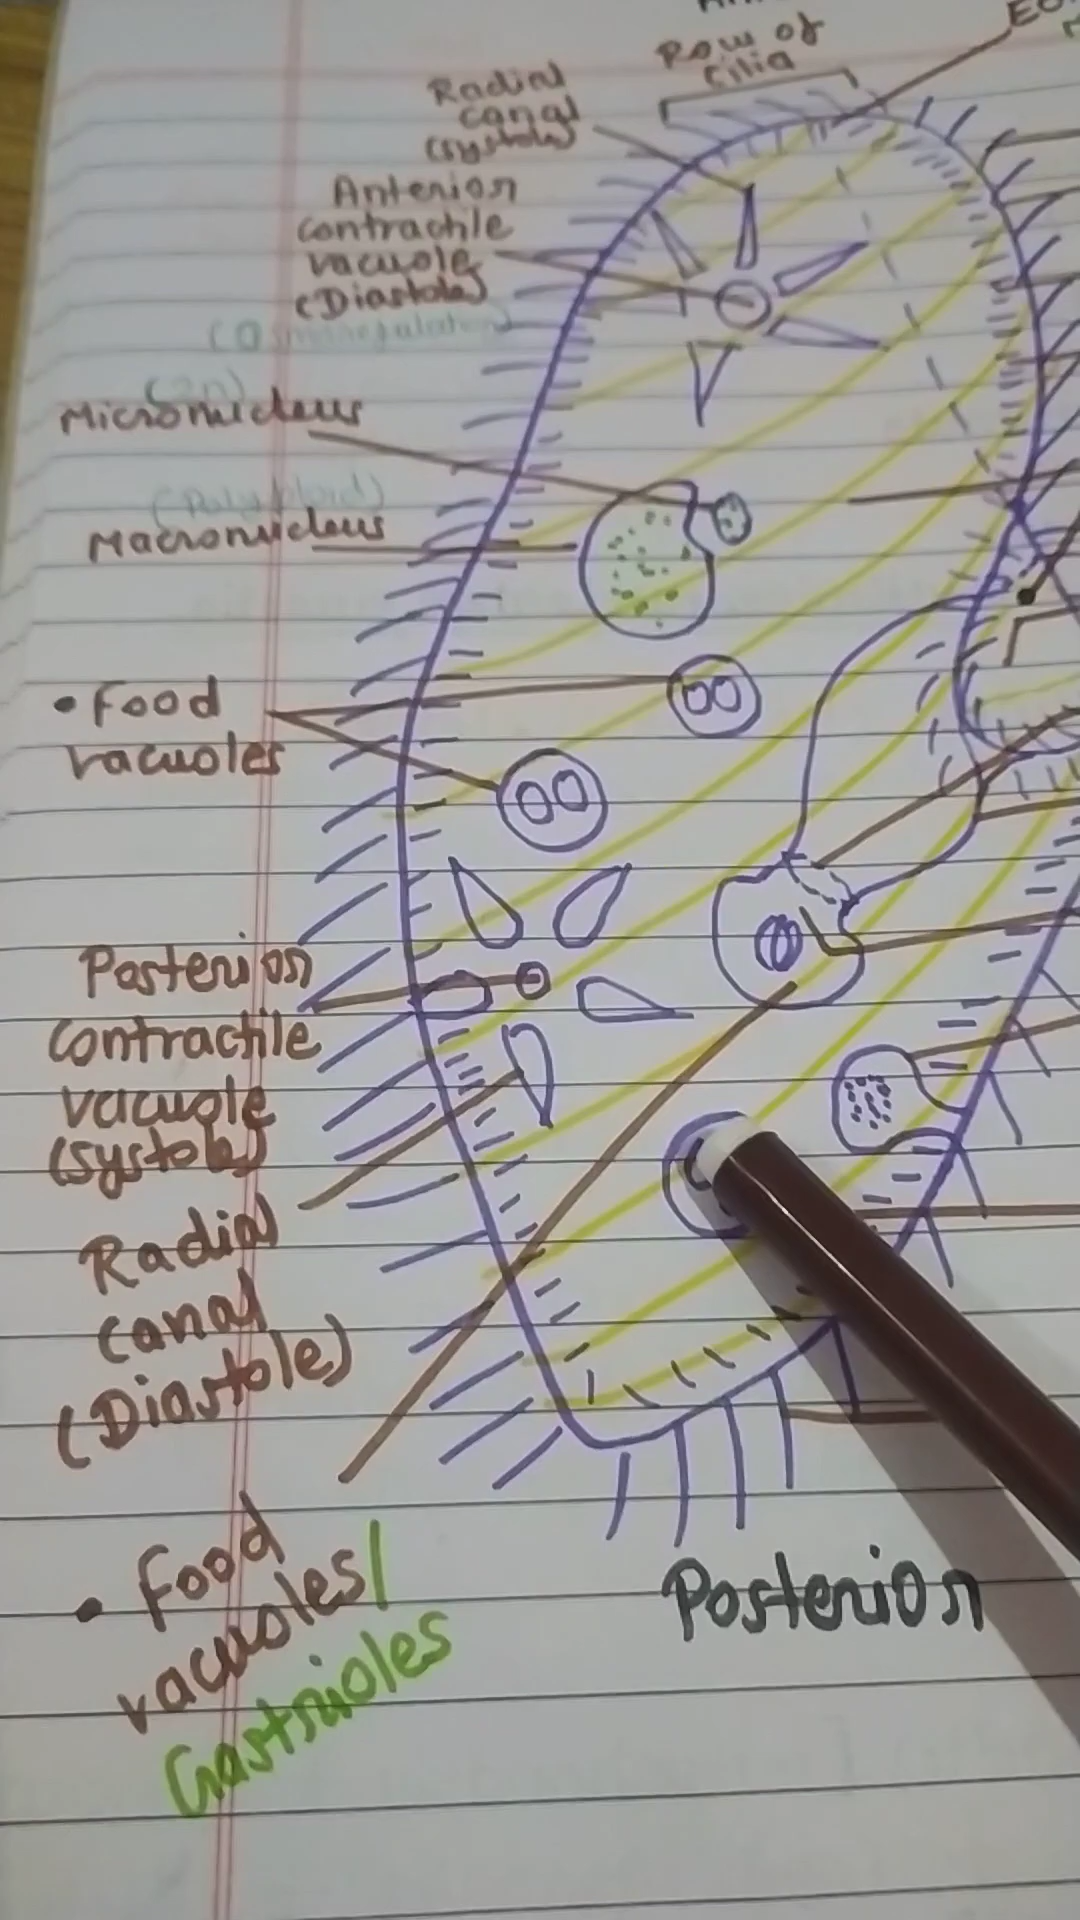 Row of
cilia
Radial
canal
(systole)
Anterior
contractile
vacuole
(Diastole)
(Osmoregulation)
(2n)
Micronucleus
(Polyploid)
Macronucleus
• Food
vacuoles
Posterior
contractile
vacuole
(systole)
Radial
canal
(Diastole)
• Food
vacuoles/
Gastrioles
Posterior